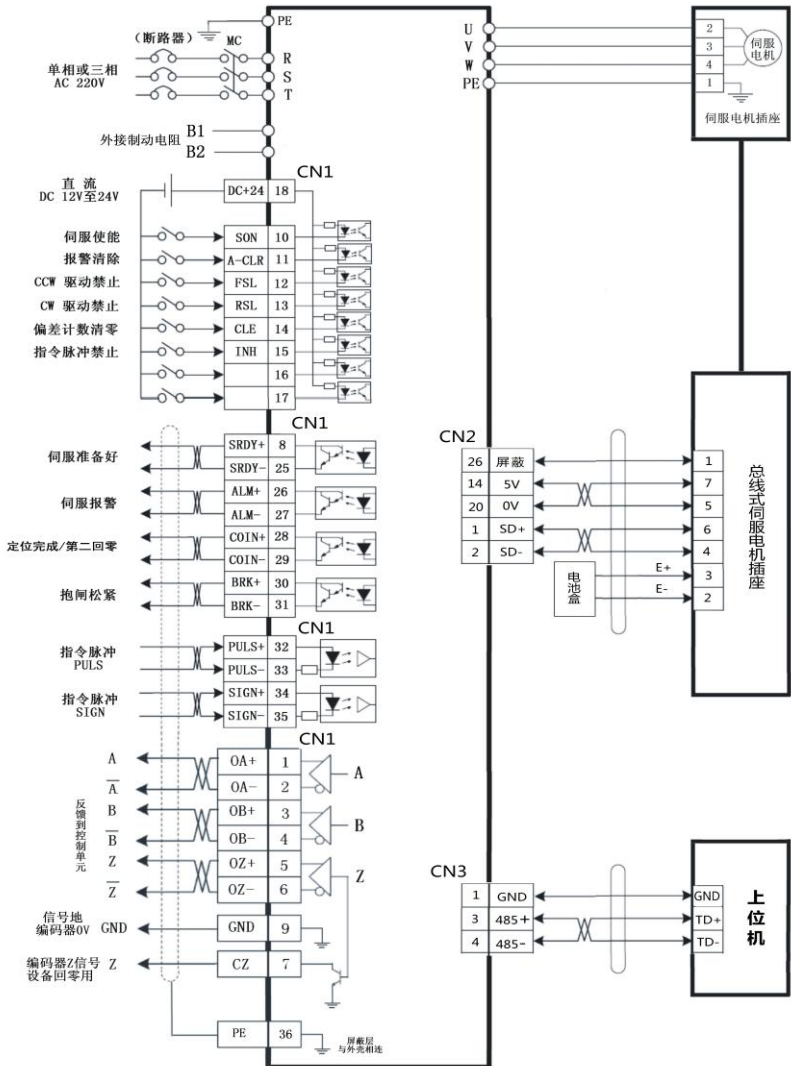 PE
(断路器)
MC
单相或三相
AC 220V
R
S
T
外接制动电阻
B1
B2
CN1
直 流
DC 12V至24V
DC+24 18
伺服使能 SON 10
报警清除 A-CLR 11
CCW 驱动禁止 FSL 12
CW 驱动禁止 RSL 13
偏差计数清零 CLE 14
指令脉冲禁止 INH 15
16
17
CN1
伺服准备好
SRDY+ 8
SRDY- 25
伺服报警
ALM+ 26
ALM- 27
定位完成/第二回零
COIN+ 28
COIN- 29
抱闸松紧
BRK+ 30
BRK- 31
CN1
指令脉冲
PULS
PULS+ 32
PULS- 33
指令脉冲
SIGN
SIGN+ 34
SIGN- 35
CN1
反馈到控制单元
A OA+ 1
A OA- 2
A
B OB+ 3
B OB- 4
B
Z OZ+ 5
Z OZ- 6
Z
信号地
编码器0V GND
GND 9
编码器Z信号 Z
设备回零用
CZ 7
PE 36
屏蔽层
与外壳相连
U
V
W
PE
2
3
4
1
伺服
电机
伺服电机插座
CN2
26 屏蔽 1
14 5V 7
20 0V 5
1 SD+ 6
2 SD- 4
电池盒
E+ 3
E- 2
总线式伺服电机插座
CN3
1 GND GND
3 485+ TD+
4 485- TD-
上位机